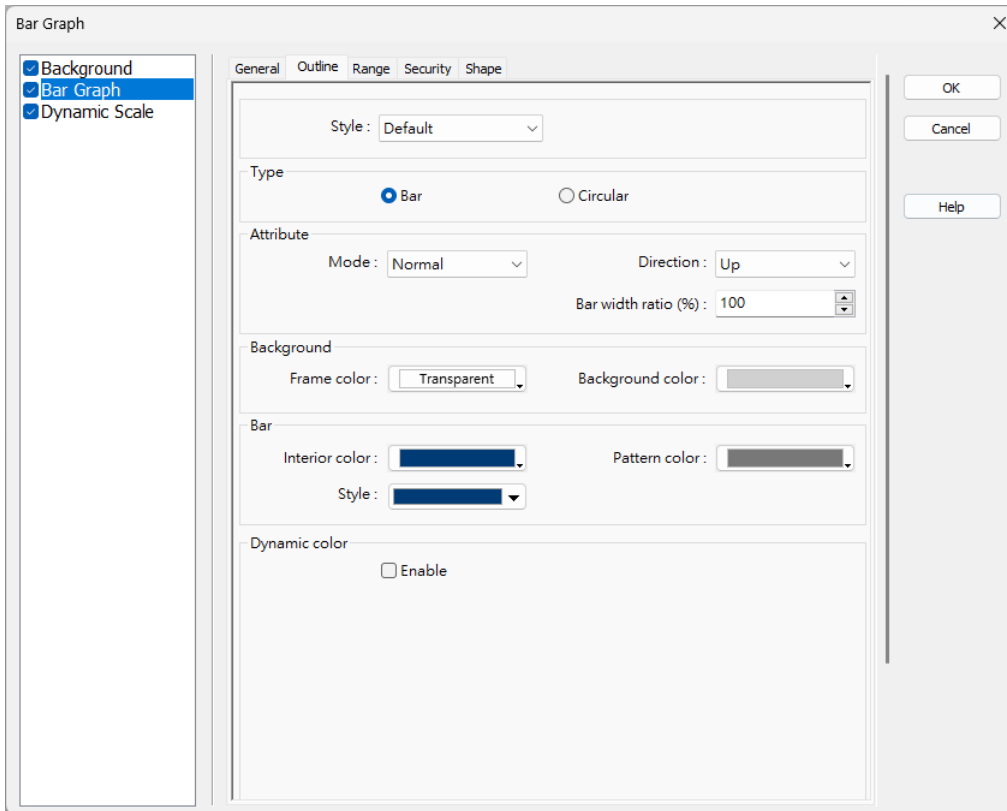 Bar Graph
Background
Bar Graph
Dynamic Scale
General Outline Range Security Shape
Style : Default
Type
Bar Circular
Attribute
Mode : Normal Direction : Up
Bar width ratio (%) : 100
Background
Frame color : Transparent Background color :
Bar
Interior color : Pattern color :
Style :
Dynamic color
Enable
OK
Cancel
Help